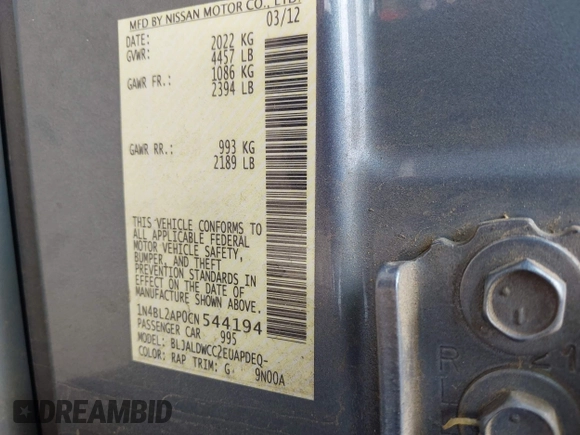 MFD BY NISSAN MOTOR CO., LTD.
03/12
DATE: 2022 KG
GVWR: 4457 LB
1086 KG
GAWR FR.: 2394 LB
GAWR RR.: 993 KG
2189 LB
THIS VEHICLE CONFORMS TO
ALL APPLICABLE FEDERAL
MOTOR VEHICLE SAFETY,
BUMPER, AND THEFT
PREVENTION STANDARDS IN
EFFECT ON THE DATE OF
MANUFACTURE SHOWN ABOVE.
1N4BL2AP0CN 544194
PASSENGER CAR 995
MODEL: BLJALDWCC2EUAPDEQ-
COLOR: RAP TRIM: G 9N00A
R
DREAMBID